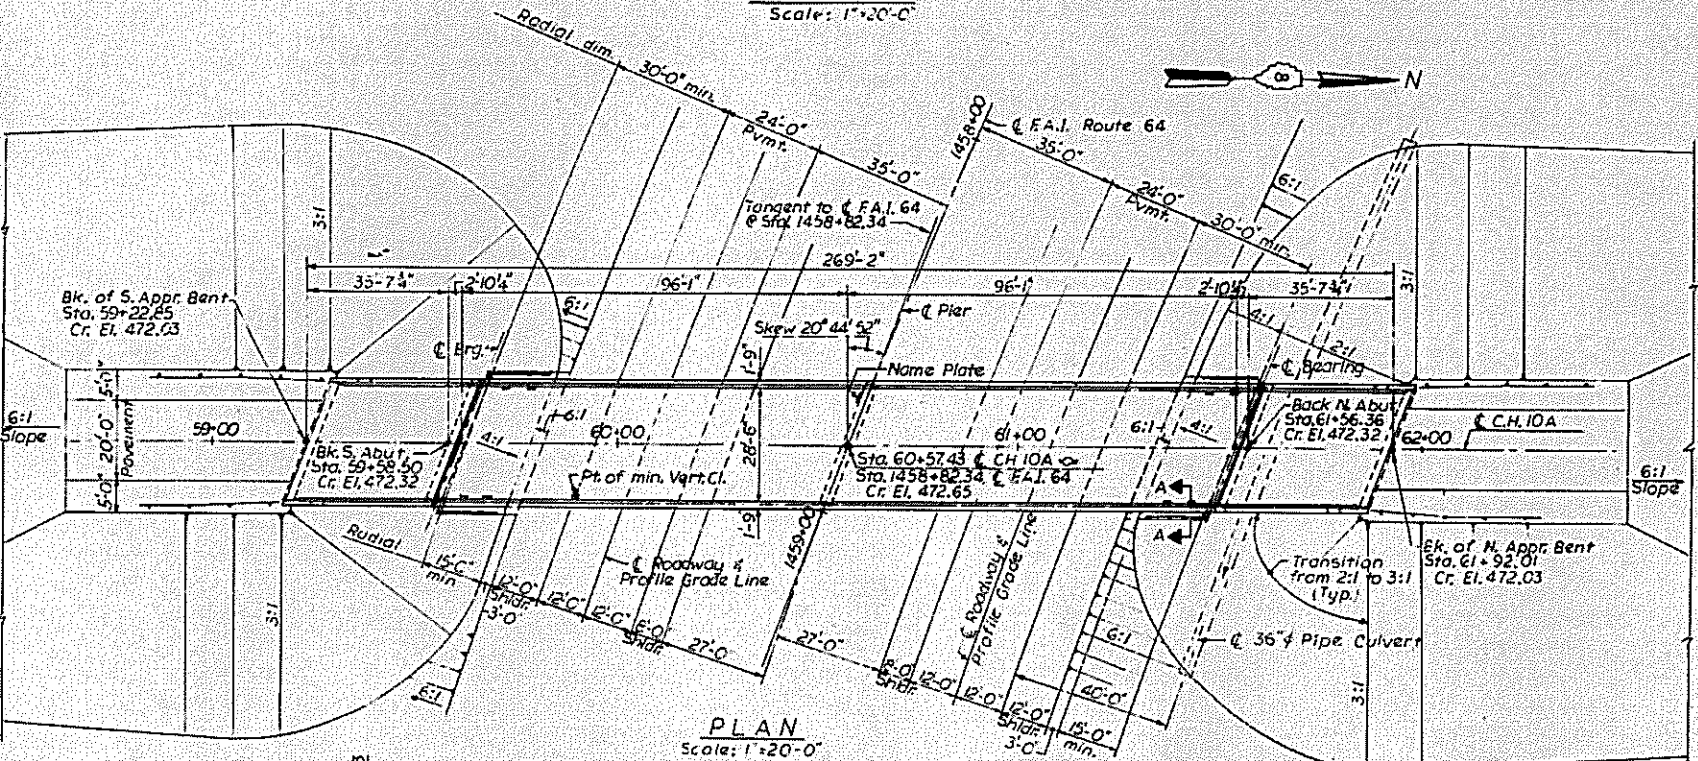 Scale: 1"=20'-0"
Radial dim.
30'-0" min.
24'-0"
Pvmt.
35'-0"
1458+00
℄ F.A.I. Route 64
35'-0"
24'-0"
Pvmt.
30'-0" min.
N
6:1
3:1
Tangent to ℄ F.A.I. 64
@ Sta. 1458+82.34
269'-2"
35'-7¾"
2'-10¼"
96'-1"
96'-1"
2'-10¼"
35'-7¾"
3:1
Bk. of S. Appr. Bent
Sta. 59+22.85
Cr. El. 472.03
6:1
℄ Pier
Skew 20°44'52"
4:1
2:1
℄ Brg.
1'-9"
Name Plate
℄ Bearing
5'-0"
20'-0"
Pavement
5'-0"
6:1
Slope
59+00
Bk. S. Abut.
Sta. 59+58.50
Cr. El. 472.32
4:1
6:1
60+00
28'-6"
Sta. 60+57.43 ℄ CH 10A
Sta. 1458+82.34 ℄ F.A.I. 64
Cr. El. 472.65
61+00
6:1
4:1
Back N. Abut.
Sta. 61+56.36
Cr. El. 472.32
62+00
℄ C.H. 10A
6:1
Slope
Pt. of min. Vert. Cl.
1'-9"
1459+00
A
A
Radial
15'-0"
min.
12'-0"
Shldr.
3'-0"
12'-0"
12'-0"
6'-0"
Shldr.
27'-0"
℄ Roadway &
Profile Grade Line
27'-0"
Shldr.
12'-0"
12'-0"
12'-0"
Shldr.
3'-0"
15'-0"
min.
℄ Roadway &
Profile Grade Line
6:1
40'-0"
Transition
from 2:1 to 3:1
(Typ.)
Bk. of N. Appr. Bent
Sta. 61+92.01
Cr. El. 472.03
℄ 36"φ Pipe Culvert
3:1
3:1
6:1
PLAN
Scale: 1"=20'-0"